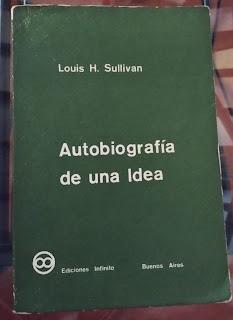 Louis H. Sullivan
Autobiografía
de una Idea
Ediciones Infinito Buenos Aires